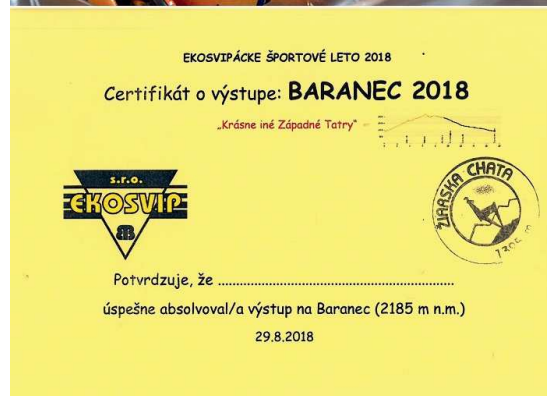 EKOSVIPÁCKE ŠPORTOVÉ LETO 2018
Certifikát o výstupe: BARANEC 2018
„Krásne iné Západné Tatry"
s.r.o.
EKOSVIP
ŽIARSKA CHATA
Potvrdzuje, že ....................................................................
úspešne absolvoval/a výstup na Baranec (2185 m n.m.)
29.8.2018